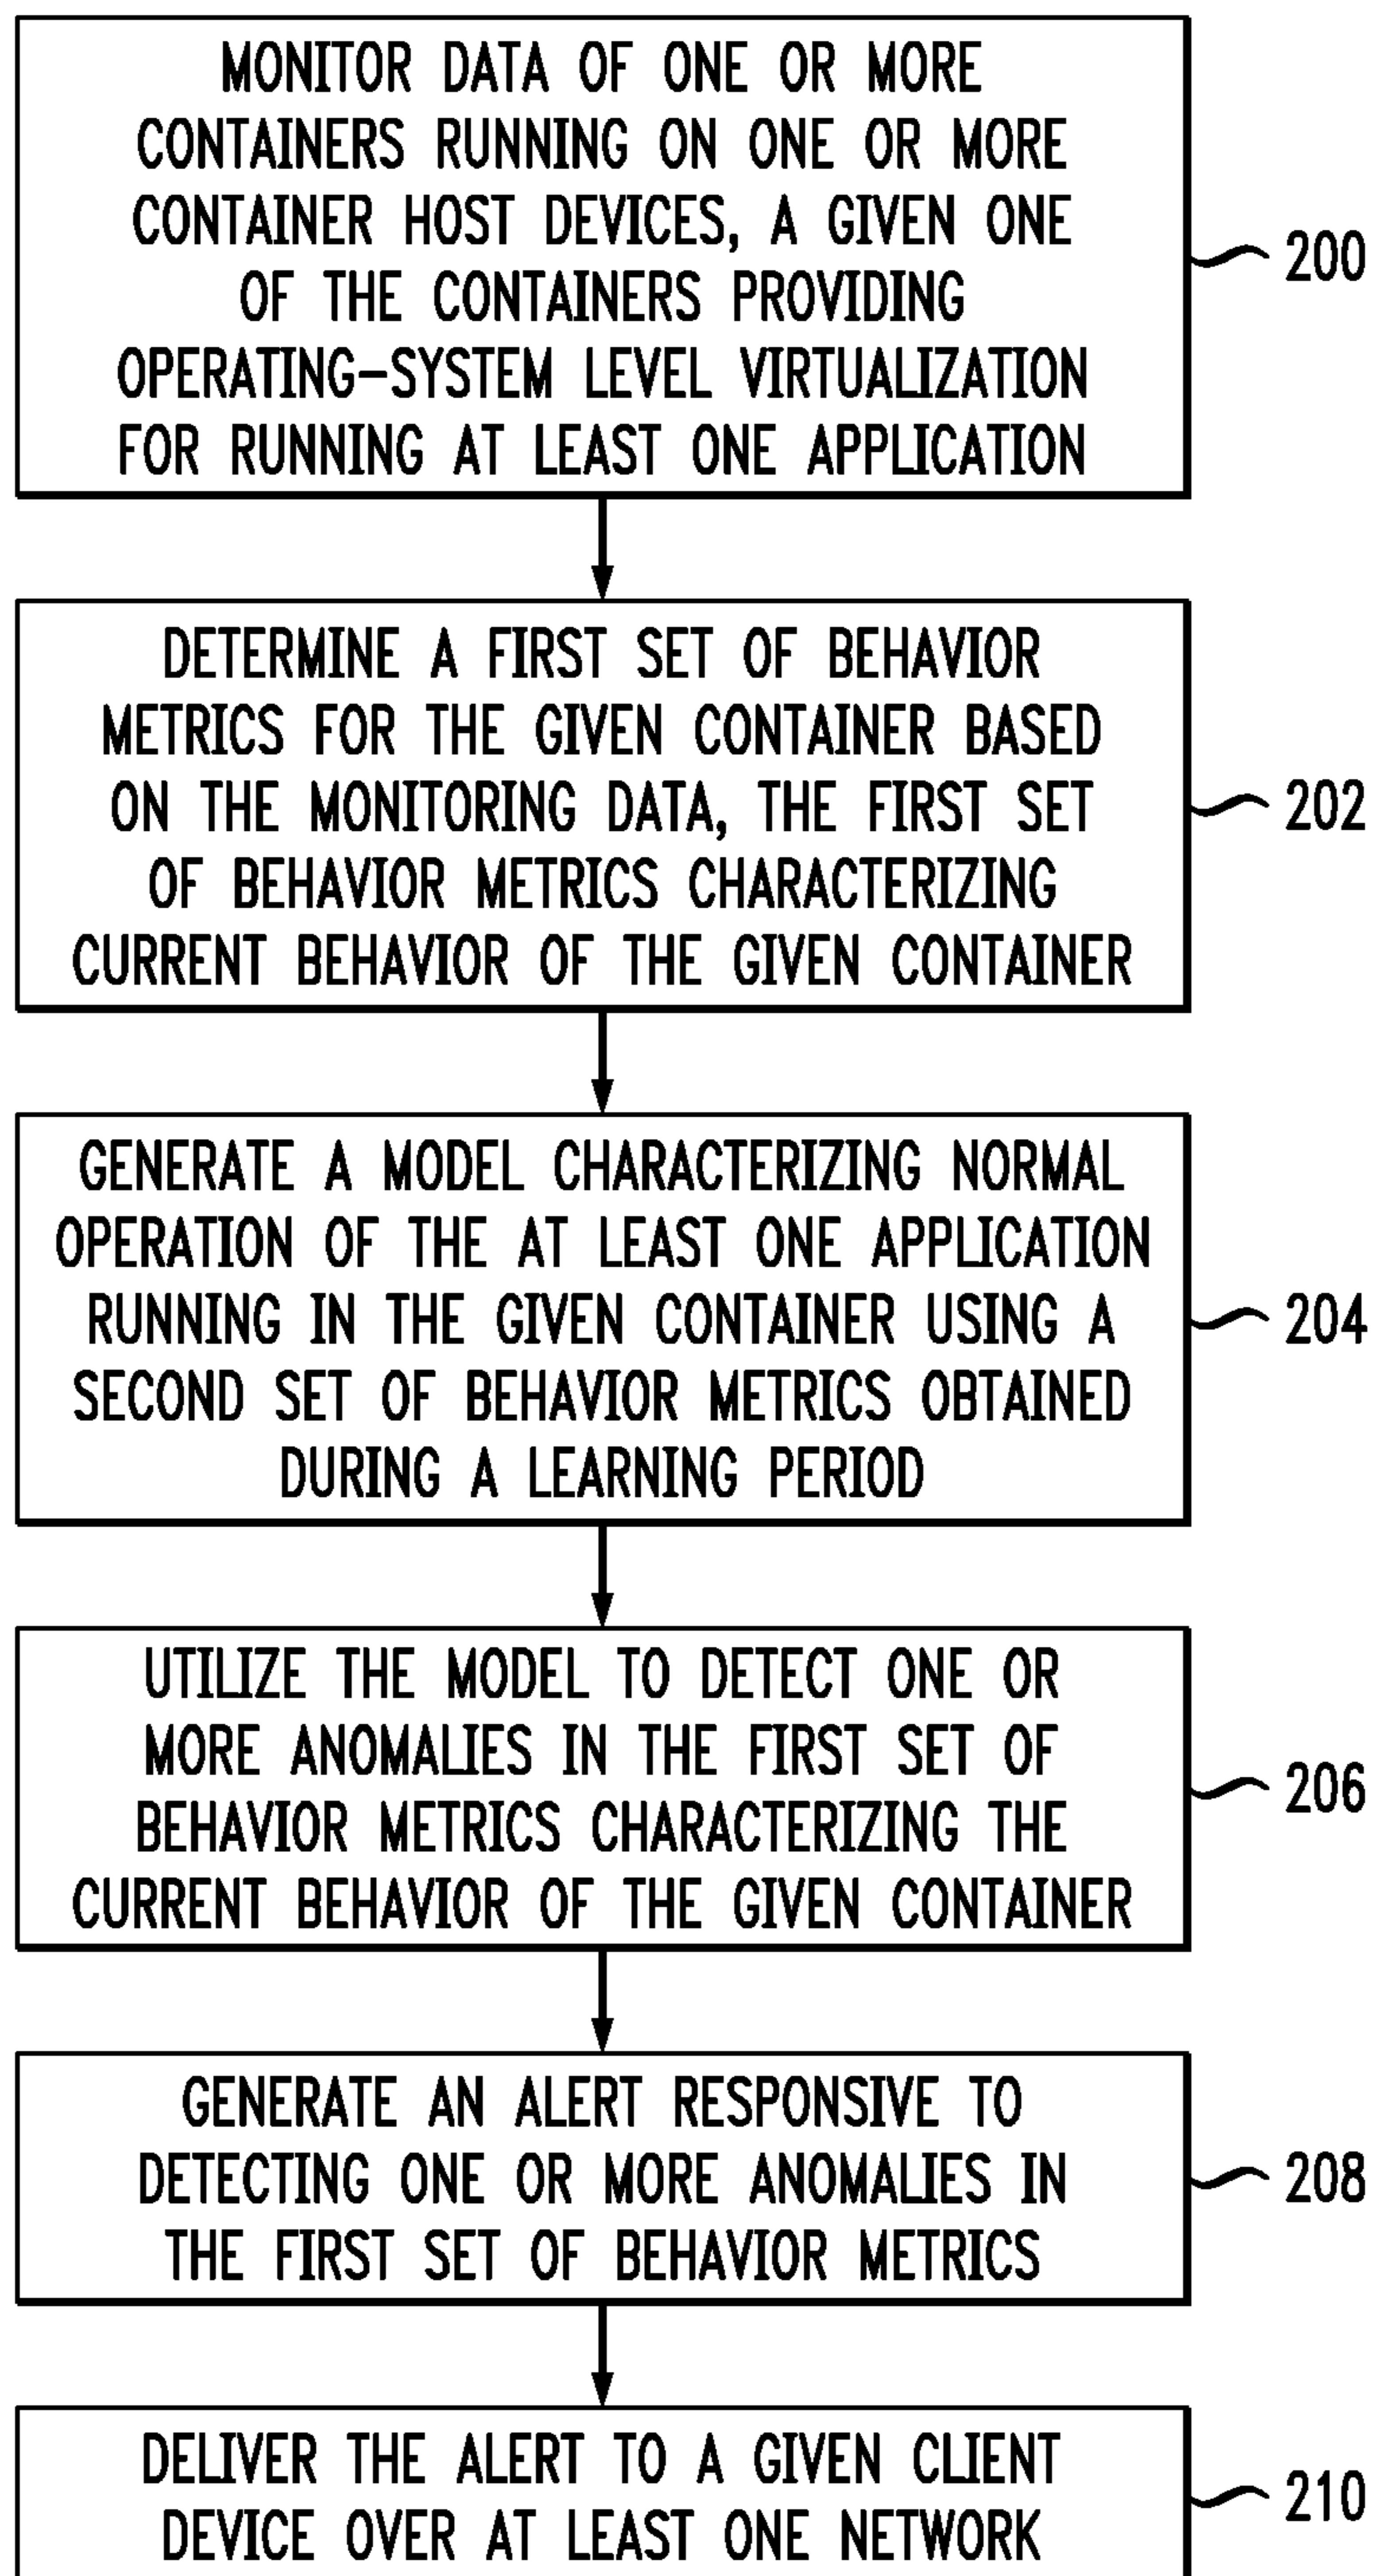 MONITOR DATA OF ONE OR MORE
CONTAINERS RUNNING ON ONE OR MORE
CONTAINER HOST DEVICES, A GIVEN ONE
OF THE CONTAINERS PROVIDING
OPERATING-SYSTEM LEVEL VIRTUALIZATION
FOR RUNNING AT LEAST ONE APPLICATION
200
DETERMINE A FIRST SET OF BEHAVIOR
METRICS FOR THE GIVEN CONTAINER BASED
ON THE MONITORING DATA, THE FIRST SET
OF BEHAVIOR METRICS CHARACTERIZING
CURRENT BEHAVIOR OF THE GIVEN CONTAINER
202
GENERATE A MODEL CHARACTERIZING NORMAL
OPERATION OF THE AT LEAST ONE APPLICATION
RUNNING IN THE GIVEN CONTAINER USING A
SECOND SET OF BEHAVIOR METRICS OBTAINED
DURING A LEARNING PERIOD
204
UTILIZE THE MODEL TO DETECT ONE OR
MORE ANOMALIES IN THE FIRST SET OF
BEHAVIOR METRICS CHARACTERIZING THE
CURRENT BEHAVIOR OF THE GIVEN CONTAINER
206
GENERATE AN ALERT RESPONSIVE TO
DETECTING ONE OR MORE ANOMALIES IN
THE FIRST SET OF BEHAVIOR METRICS
208
DELIVER THE ALERT TO A GIVEN CLIENT
DEVICE OVER AT LEAST ONE NETWORK
210